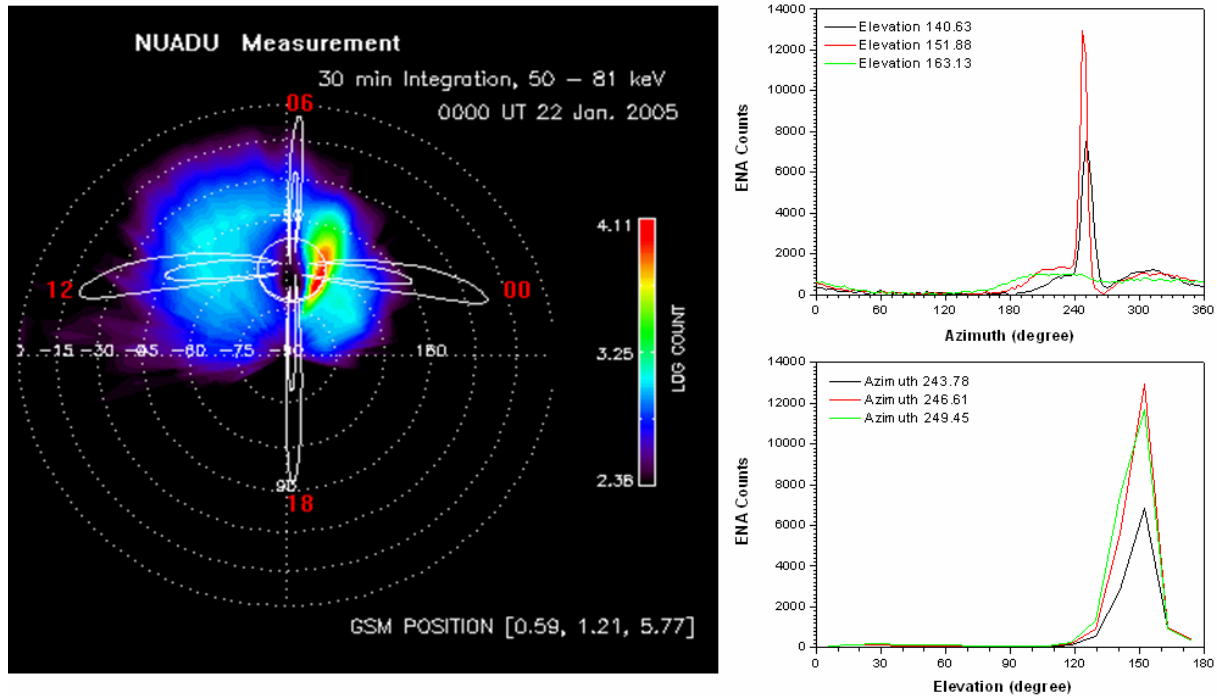 NUADU Measurement
30 min Integration, 50 – 81 keV
0000 UT 22 Jan. 2005
06
12
00
18
-15
-30
-45
-60
-75
-90
150
90
4.11
3.25
2.36
LOG COUNT
GSM POSITION [0.59, 1.21, 5.77]
14000
12000
10000
8000
6000
4000
2000
0
ENA Counts
Elevation 140.63
Elevation 151.88
Elevation 163.13
0 60 120 180 240 300 360
Azimuth (degree)
14000
12000
10000
8000
6000
4000
2000
0
ENA Counts
Azimuth 243.78
Azimuth 246.61
Azimuth 249.45
0 30 60 90 120 150 180
Elevation (degree)